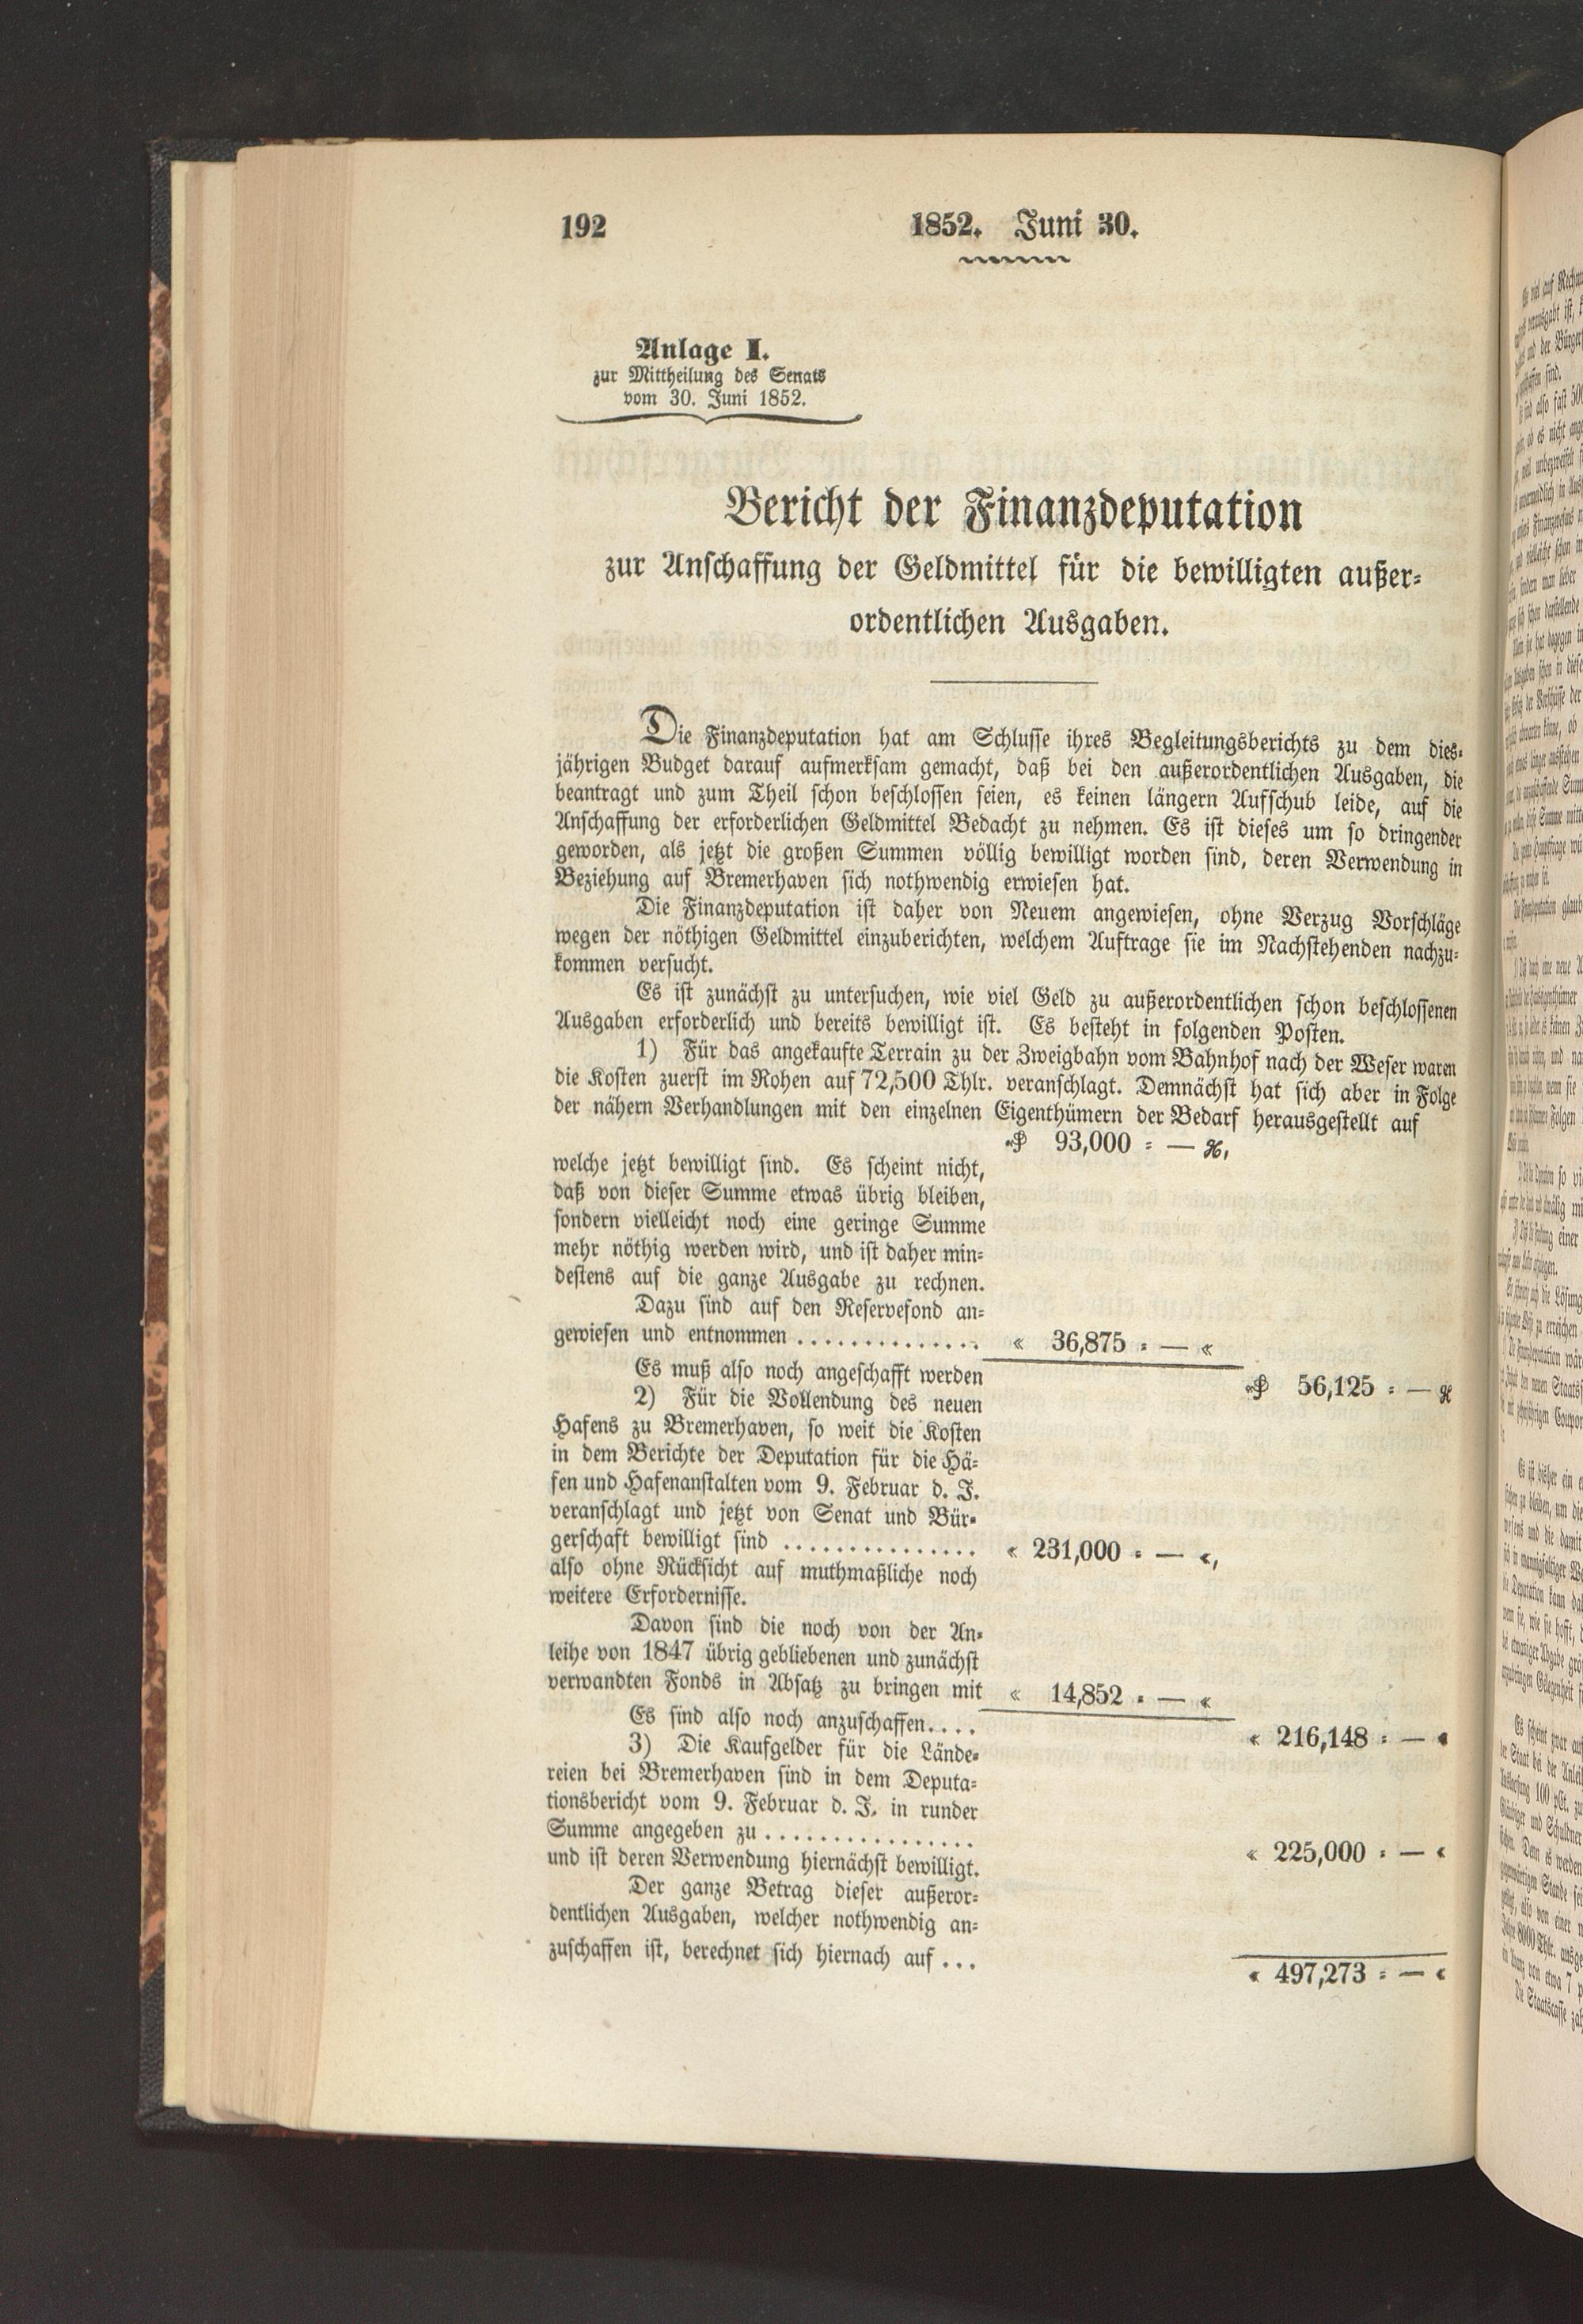 192
1852. Juni 30.
Anlage I.
zur Mittheilung des Senats
vom 30. Juni 1852.
Bericht der Finanzdeputation
zur Anschaffung der Geldmittel für die bewilligten außer-
ordentlichen Ausgaben.
Die Finanzdeputation hat am Schlusse ihres Begleitungsberichts zu dem dies-
jährigen Budget darauf aufmerksam gemacht, daß bei den außerordentlichen Ausgaben, die
beantragt und zum Theil schon beschlossen seien, es keinen längern Aufschub leide, auf die
Anschaffung der erforderlichen Geldmittel Bedacht zu nehmen. Es ist dieses um so dringender
geworden, als jetzt die großen Summen völlig bewilligt worden sind, deren Verwendung in
Beziehung auf Bremerhaven sich nothwendig erwiesen hat.
Die Finanzdeputation ist daher von Neuem angewiesen, ohne Verzug Vorschläge
wegen der nöthigen Geldmittel einzuberichten, welchem Auftrage sie im Nachstehenden nachzu-
kommen versucht.
Es ist zunächst zu untersuchen, wie viel Geld zu außerordentlichen schon beschlossenen
Ausgaben erforderlich und bereits bewilligt ist. Es besteht in folgenden Posten.
1) Für das angekaufte Terrain zu der Zweigbahn vom Bahnhof nach der Weser waren
die Kosten zuerst im Rohen auf 72,500 Thlr. veranschlagt. Demnächst hat sich aber in Folge
der nähern Verhandlungen mit den einzelnen Eigenthümern der Bedarf herausgestellt auf
₰ 93,000 = — ℋ,
welche jetzt bewilligt sind. Es scheint nicht,
daß von dieser Summe etwas übrig bleiben,
sondern vielleicht noch eine geringe Summe
mehr nöthig werden wird, und ist daher min-
destens auf die ganze Ausgabe zu rechnen.
Dazu sind auf den Reservefond an-
gewiesen und entnommen .............. « 36,875 = — «
Es muß also noch angeschafft werden ₰ 56,125 = — ℋ
2) Für die Vollendung des neuen
Hafens zu Bremerhaven, so weit die Kosten
in dem Berichte der Deputation für die Hä-
fen und Hafenanstalten vom 9. Februar d. J.
veranschlagt und jetzt von Senat und Bür-
gerschaft bewilligt sind ............... « 231,000 = — «,
also ohne Rücksicht auf muthmaßliche noch
weitere Erfordernisse.
Davon sind die noch von der An-
leihe von 1847 übrig gebliebenen und zunächst
verwandten Fonds in Absatz zu bringen mit « 14,852 = — «
Es sind also noch anzuschaffen.... « 216,148 = — «
3) Die Kaufgelder für die Lände-
reien bei Bremerhaven sind in dem Deputa-
tionsbericht vom 9. Februar d. J. in runder
Summe angegeben zu ................ « 225,000 = — «
und ist deren Verwendung hiernächst bewilligt.
Der ganze Betrag dieser außeror-
dentlichen Ausgaben, welcher nothwendig an-
zuschaffen ist, berechnet sich hiernach auf ... « 497,273 = — «